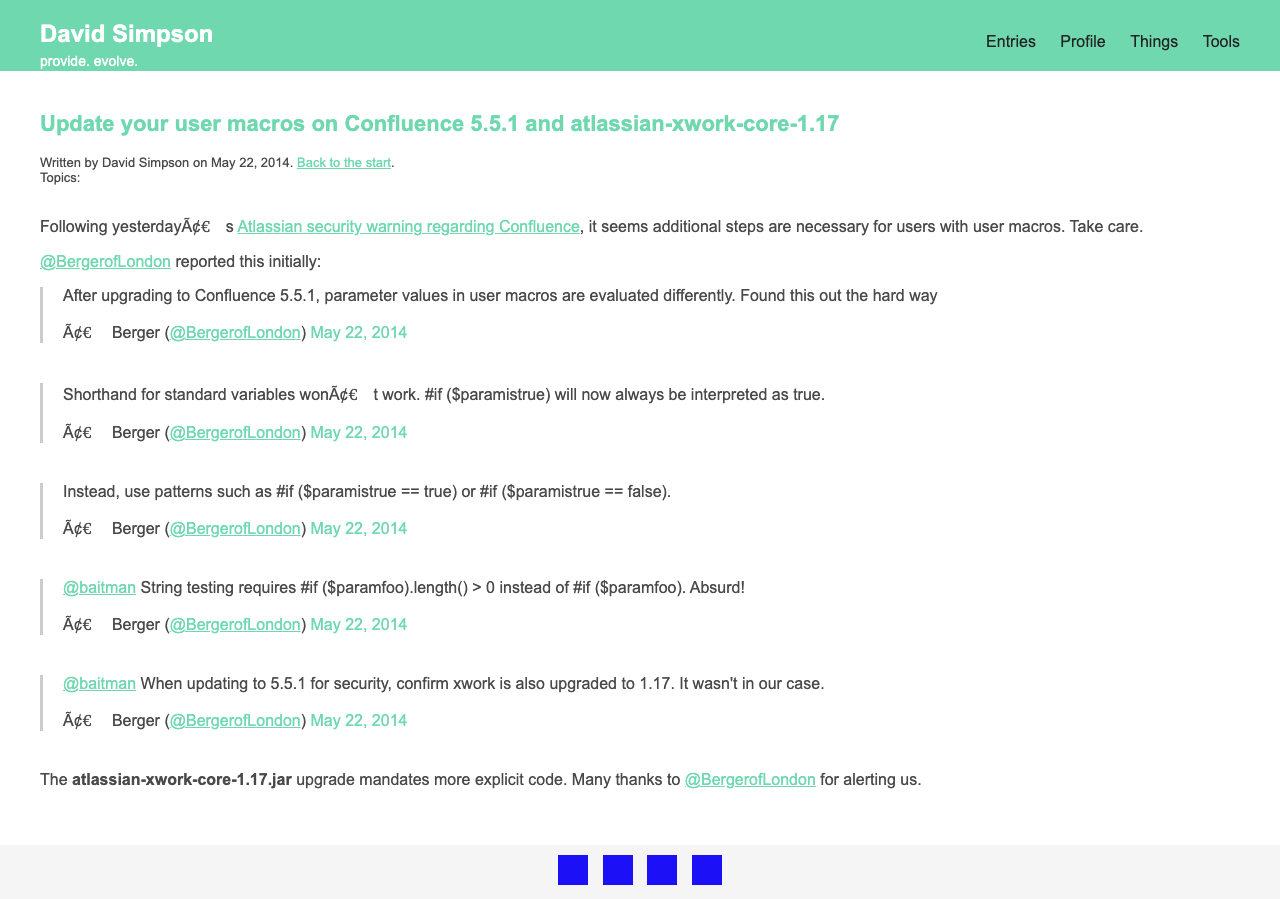 David Simpson
provide. evolve.
Entries Profile Things Tools
Update your user macros on Confluence 5.5.1 and atlassian-xwork-core-1.17
Written by David Simpson on May 22, 2014. Back to the start.
Topics:
Following yesterdayÃ¢€ s Atlassian security warning regarding Confluence, it seems additional steps are necessary for users with user macros. Take care.
@BergerofLondon reported this initially:
After upgrading to Confluence 5.5.1, parameter values in user macros are evaluated differently. Found this out the hard way
Ã¢€ Berger (@BergerofLondon) May 22, 2014
Shorthand for standard variables wonÃ¢€ t work. #if ($paramistrue) will now always be interpreted as true.
Ã¢€ Berger (@BergerofLondon) May 22, 2014
Instead, use patterns such as #if ($paramistrue == true) or #if ($paramistrue == false).
Ã¢€ Berger (@BergerofLondon) May 22, 2014
@baitman String testing requires #if ($paramfoo).length() > 0 instead of #if ($paramfoo). Absurd!
Ã¢€ Berger (@BergerofLondon) May 22, 2014
@baitman When updating to 5.5.1 for security, confirm xwork is also upgraded to 1.17. It wasn't in our case.
Ã¢€ Berger (@BergerofLondon) May 22, 2014
The atlassian-xwork-core-1.17.jar upgrade mandates more explicit code. Many thanks to @BergerofLondon for alerting us.